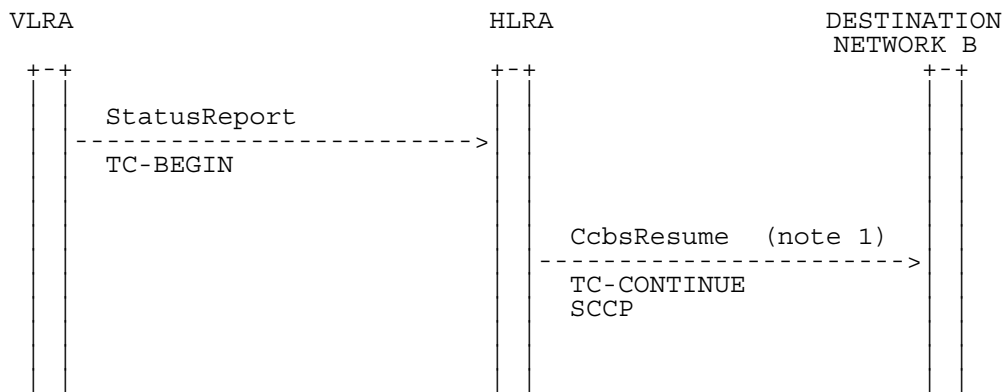 VLRA HLRA DESTINATION
NETWORK B
StatusReport
TC-BEGIN
CcbsResume (note 1)
TC-CONTINUE
SCCP